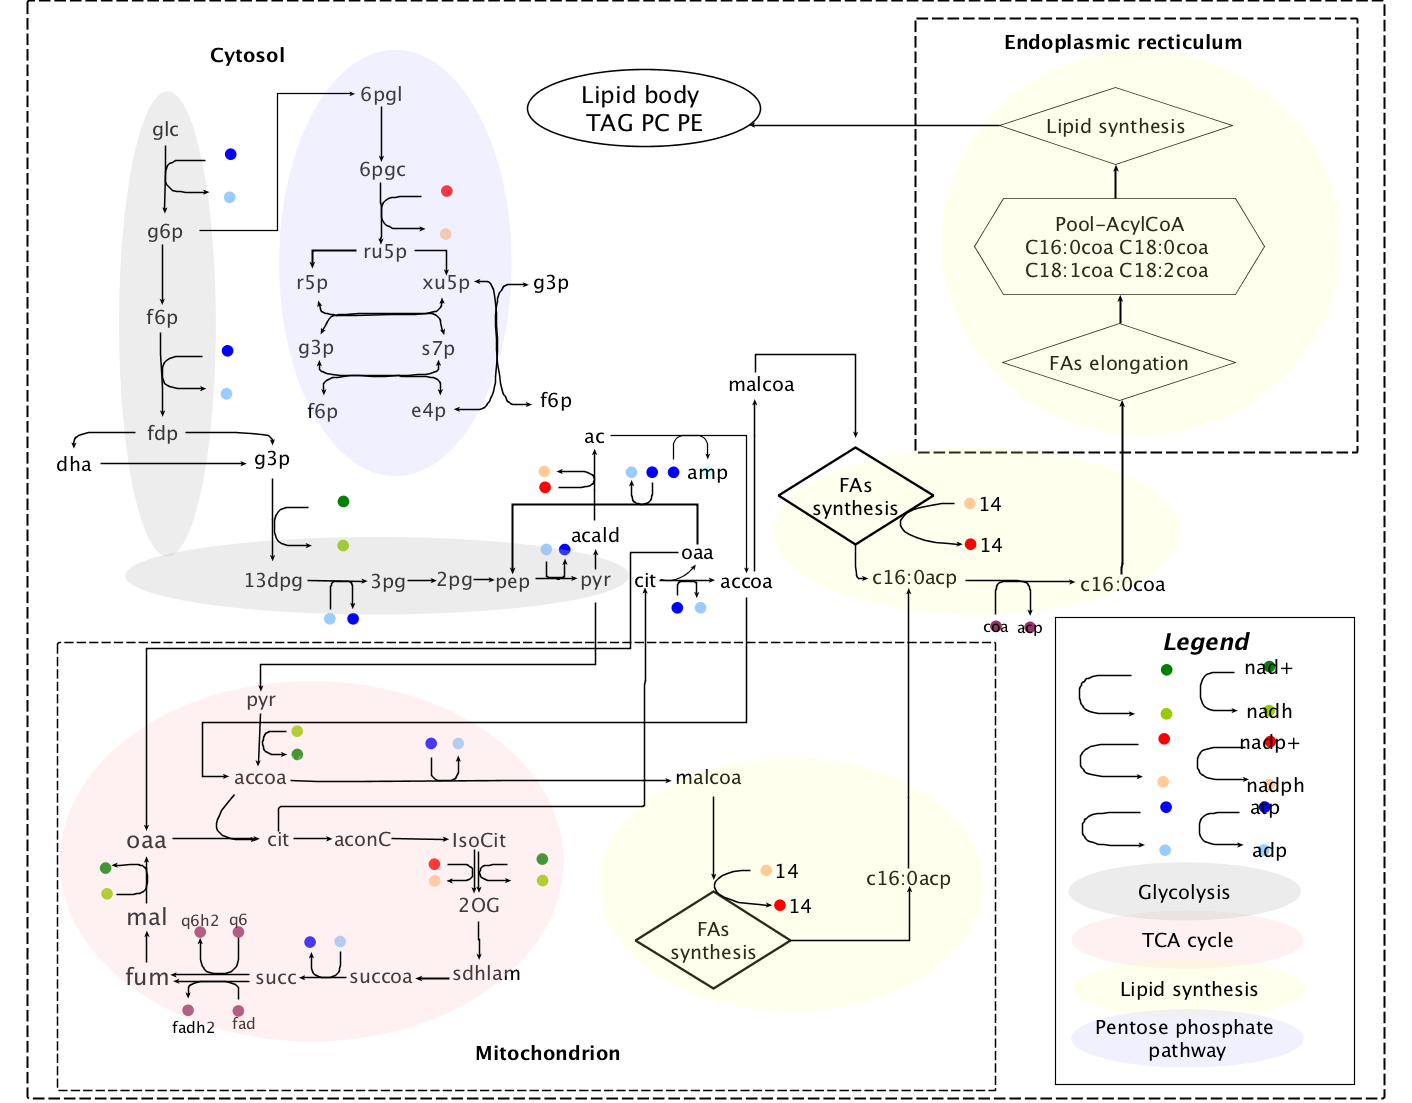 Cytosol
Endoplasmic recticulum
Lipid body
TAG PC PE
Lipid synthesis
Pool-AcylCoA
C16:0coa C18:0coa
C18:1coa C18:2coa
FAs elongation
glc
g6p
f6p
fdp
dha
g3p
6pgl
6pgc
ru5p
r5p
xu5p
g3p
s7p
f6p
e4p
g3p
f6p
malcoa
ac
amp
acald
oaa
13dpg
3pg
2pg
pep
pyr
cit
accoa
FAs
synthesis
14
14
c16:0acp
c16:0coa
coa
acp
pyr
accoa
malcoa
oaa
cit
aconC
IsoCit
2OG
mal
q6h2
q6
fum
succ
succoa
sdhlam
fadh2
fad
14
14
FAs
synthesis
c16:0acp
Mitochondrion
Legend
nad+
nadh
nadp+
nadph
atp
adp
Glycolysis
TCA cycle
Lipid synthesis
Pentose phosphate
pathway